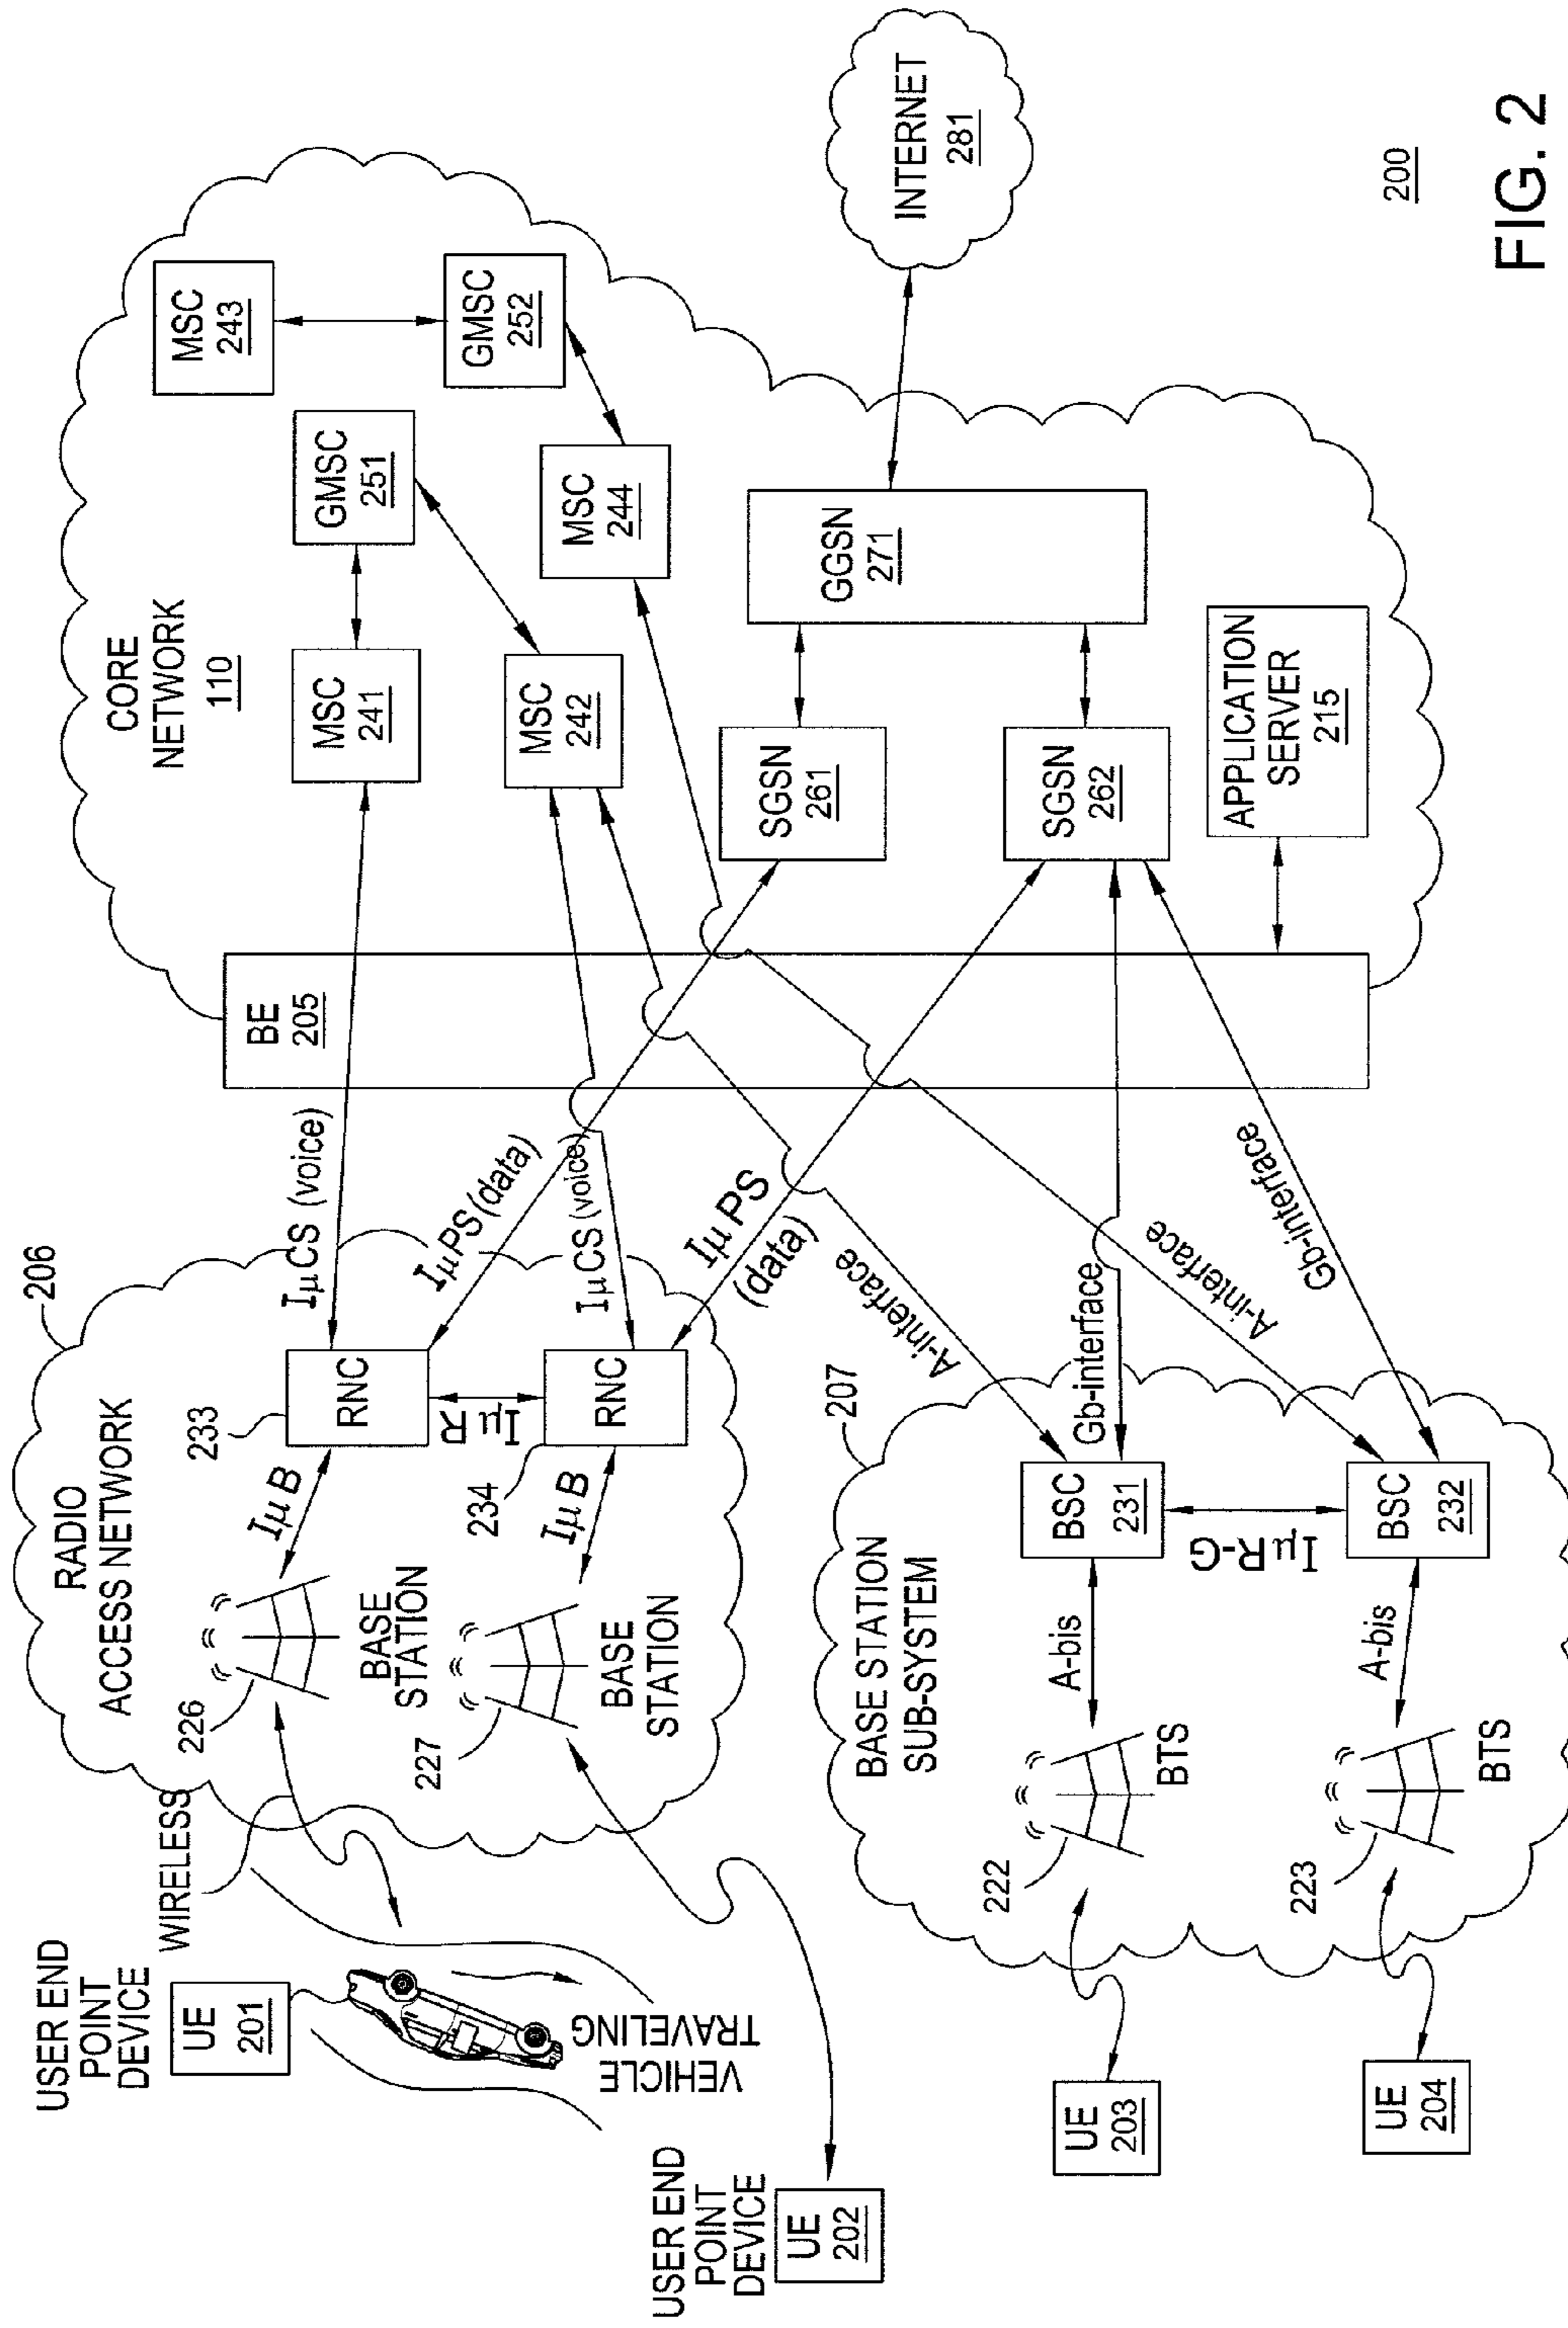 USER END
POINT
DEVICE
UE
201
WIRELESS
VEHICLE
TRAVELING
USER END
POINT
DEVICE
UE
202
UE
203
UE
204
206
RADIO
ACCESS NETWORK
226
BASE
STATION
227
BASE
STATION
IμB
IμB
233
RNC
IμR
234
RNC
IμCS (voice)
IμPS (data)
IμCS (voice)
IμPS
(data)
207
BASE STATION
SUB-SYSTEM
222
BTS
223
BTS
A-bis
A-bis
BSC
231
IμR-G
BSC
232
A-interface
Gb-interface
A-interface
Gb-interface
BE
205
CORE
NETWORK
110
MSC
241
GMSC
251
MSC
243
GMSC
252
MSC
242
MSC
244
SGSN
261
SGSN
262
GGSN
271
APPLICATION
SERVER
215
INTERNET
281
200
FIG. 2